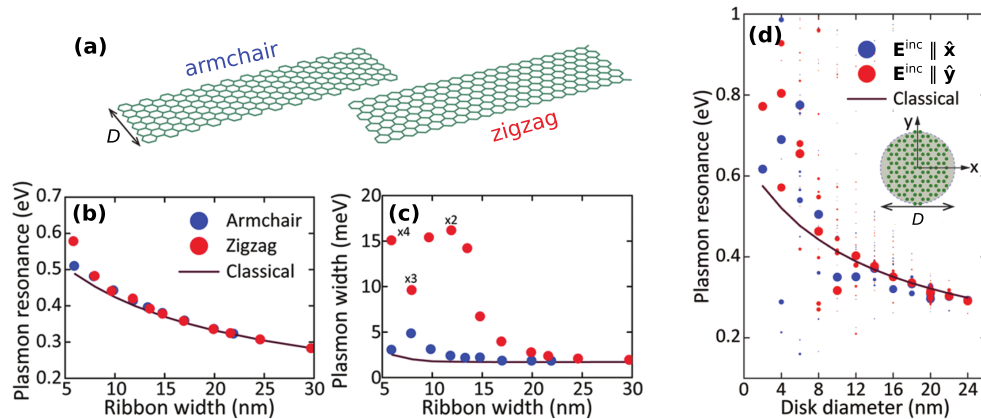 (a)
armchair
zigzag
D
(b)
Plasmon resonance (eV)
0.7
0.6
0.5
0.4
0.3
0.2
Armchair
Zigzag
Classical
5 10 15 20 25 30
Ribbon width (nm)
(c)
Plasmon width (meV)
20
15
10
5
0
x4
x3
x2
5 10 15 20 25 30
Ribbon width (nm)
(d)
Plasmon resonance (eV)
1
0.8
0.6
0.4
0.2
E^inc ∥ x̂
E^inc ∥ ŷ
Classical
y
x
D
0 4 8 12 16 20 24
Disk diameter (nm)